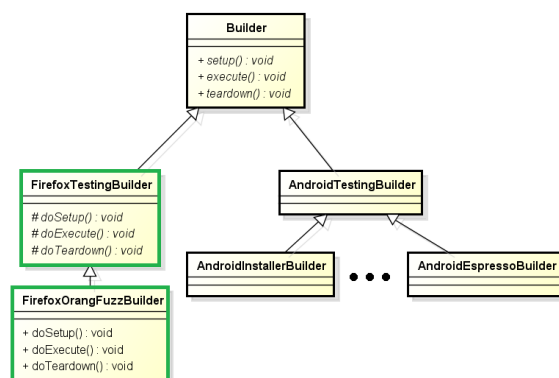 Builder
+ setup() : void
+ execute() : void
+ teardown() : void
FirefoxTestingBuilder
# doSetup() : void
# doExecute() : void
# doTeardown() : void
AndroidTestingBuilder
FirefoxOrangFuzzBuilder
+ doSetup() : void
+ doExecute() : void
+ doTeardown() : void
AndroidInstallerBuilder
AndroidEspressoBuilder